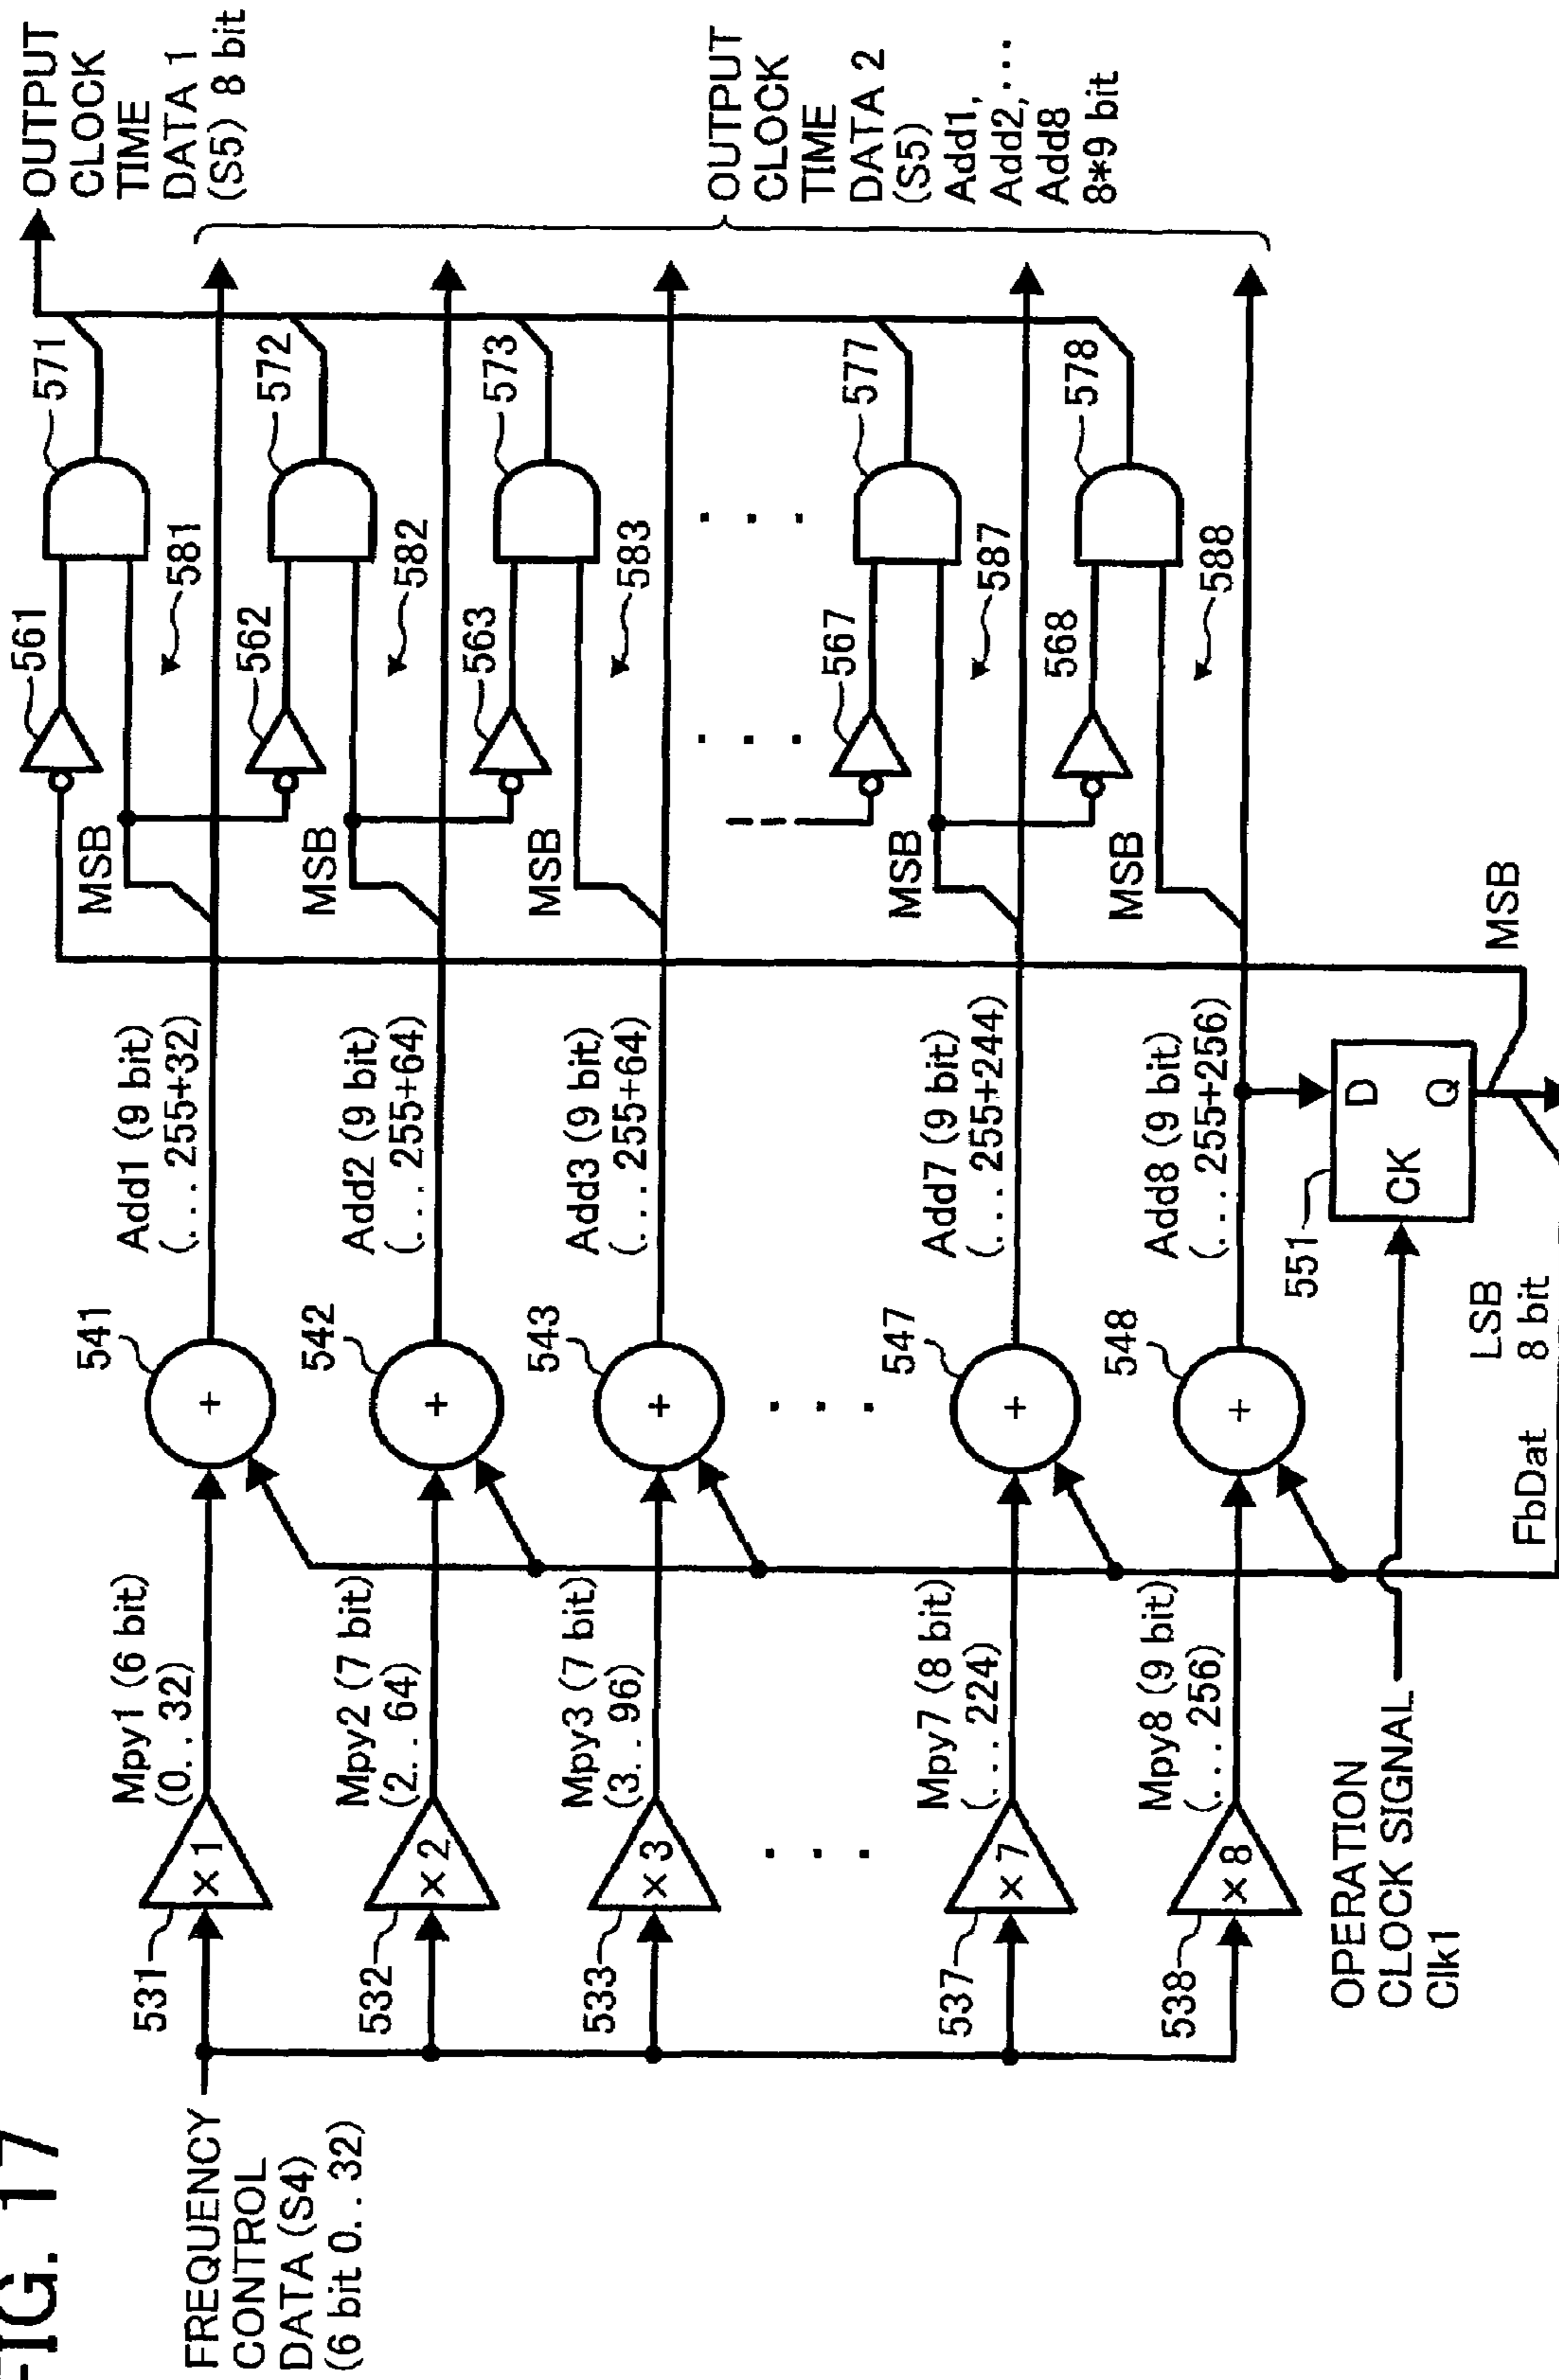 FIG. 17
FREQUENCY
CONTROL
DATA (S4)
(6 bit 0. . 32)
531
×1
Mpy1 (6 bit)
(0. . 32)
541
+
Add1 (9 bit)
(. . . 255+32)
MSB
561
581
571
OUTPUT
CLOCK
TIME
DATA 1
(S5) 8 bit
532
×2
Mpy2 (7 bit)
(2. . 64)
542
+
Add2 (9 bit)
(. . . 255+64)
MSB
562
582
572
533
×3
Mpy3 (7 bit)
(3. . 96)
543
+
Add3 (9 bit)
(. . . 255+64)
MSB
563
583
573
. . .
. . .
. . .
. . .
OUTPUT
CLOCK
TIME
DATA 2
(S5)
Add1,
Add2, ···
Add8
8*9 bit
537
×7
Mpy7 (8 bit)
(. . . 224)
547
+
Add7 (9 bit)
(. . . 255+244)
MSB
567
587
577
538
×8
Mpy8 (9 bit)
(. . . 256)
548
+
Add8 (9 bit)
(. . . 255+256)
MSB
568
588
578
OPERATION
CLOCK SIGNAL
Clk1
551
D
CK
Q
MSB
LSB
FbDat 8 bit